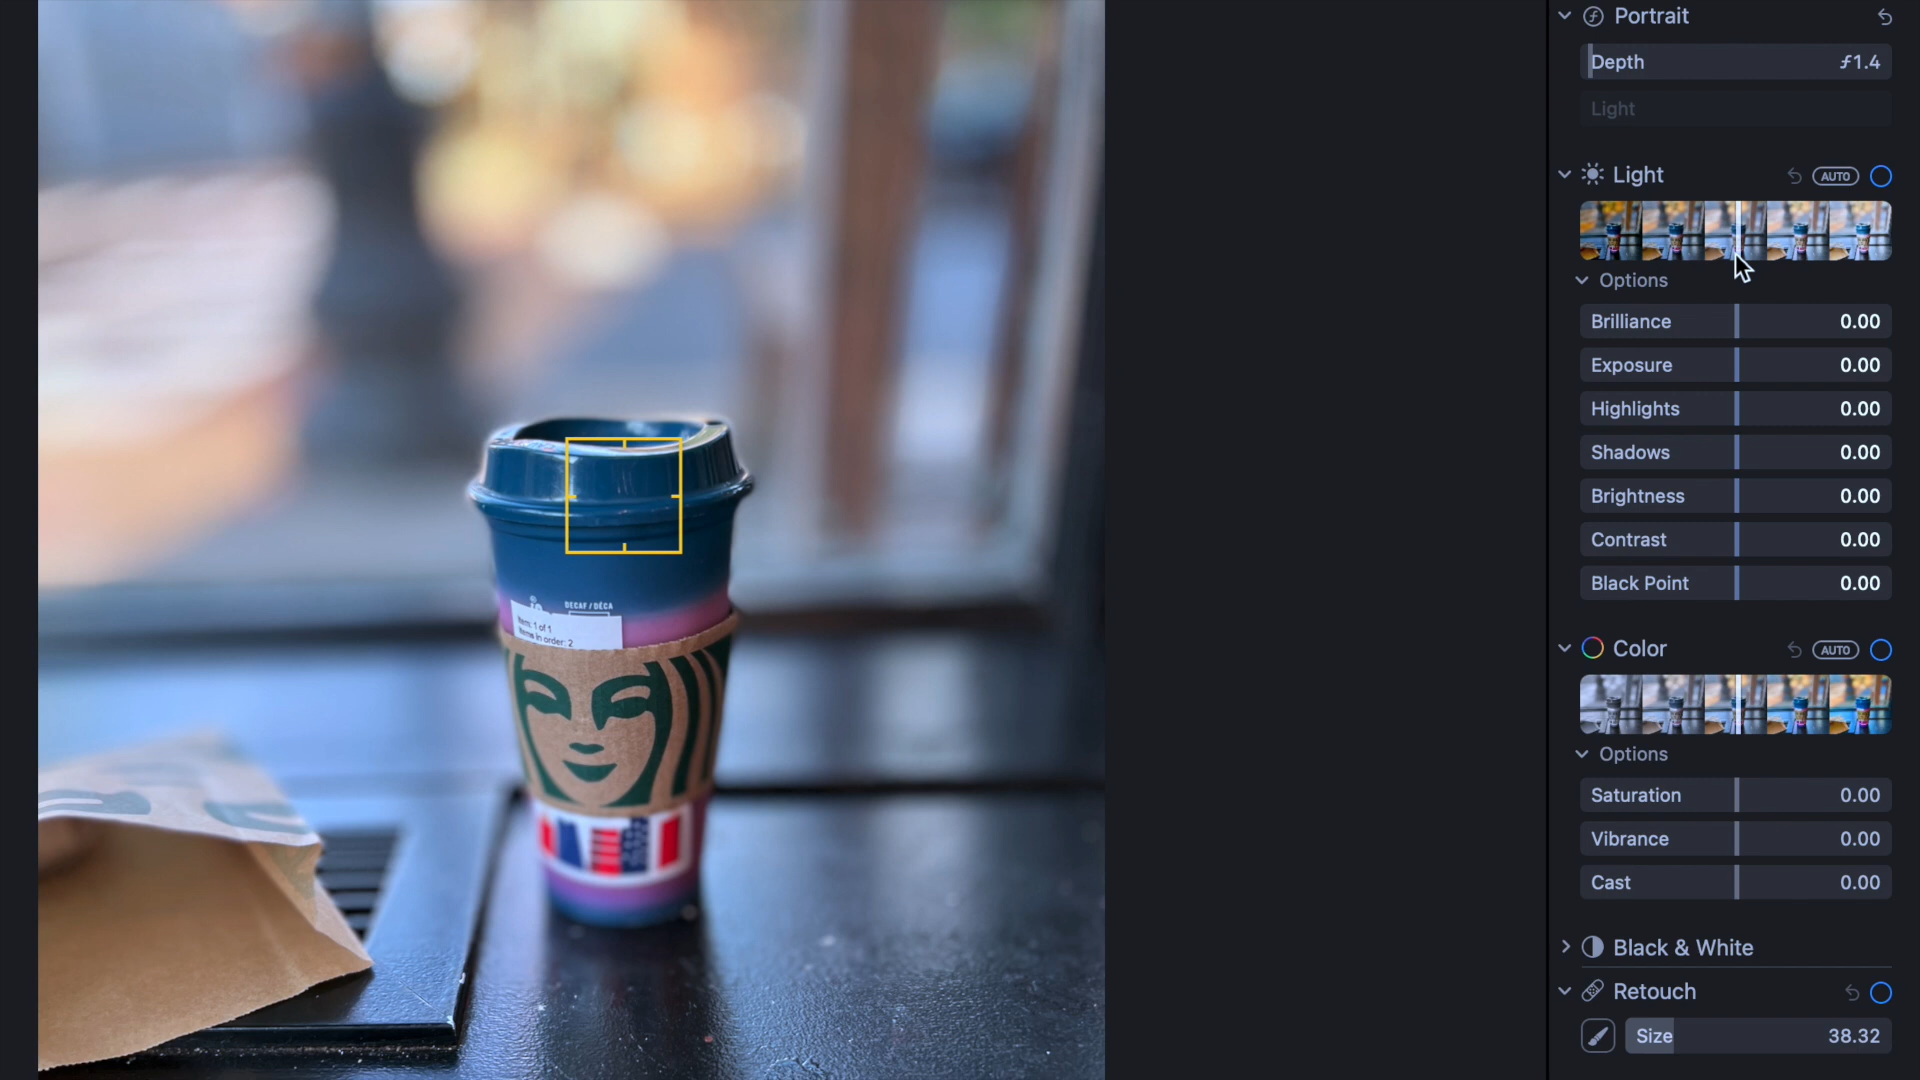 Portrait
Depth ƒ1.4
Light
Light AUTO
Options
Brilliance 0.00
Exposure 0.00
Highlights 0.00
Shadows 0.00
Brightness 0.00
Contrast 0.00
Black Point 0.00
Color AUTO
Options
Saturation 0.00
Vibrance 0.00
Cast 0.00
Black & White
Retouch
Size 38.32
DECAF / DÉCA
Item: 1 of 1
Items in order: 2